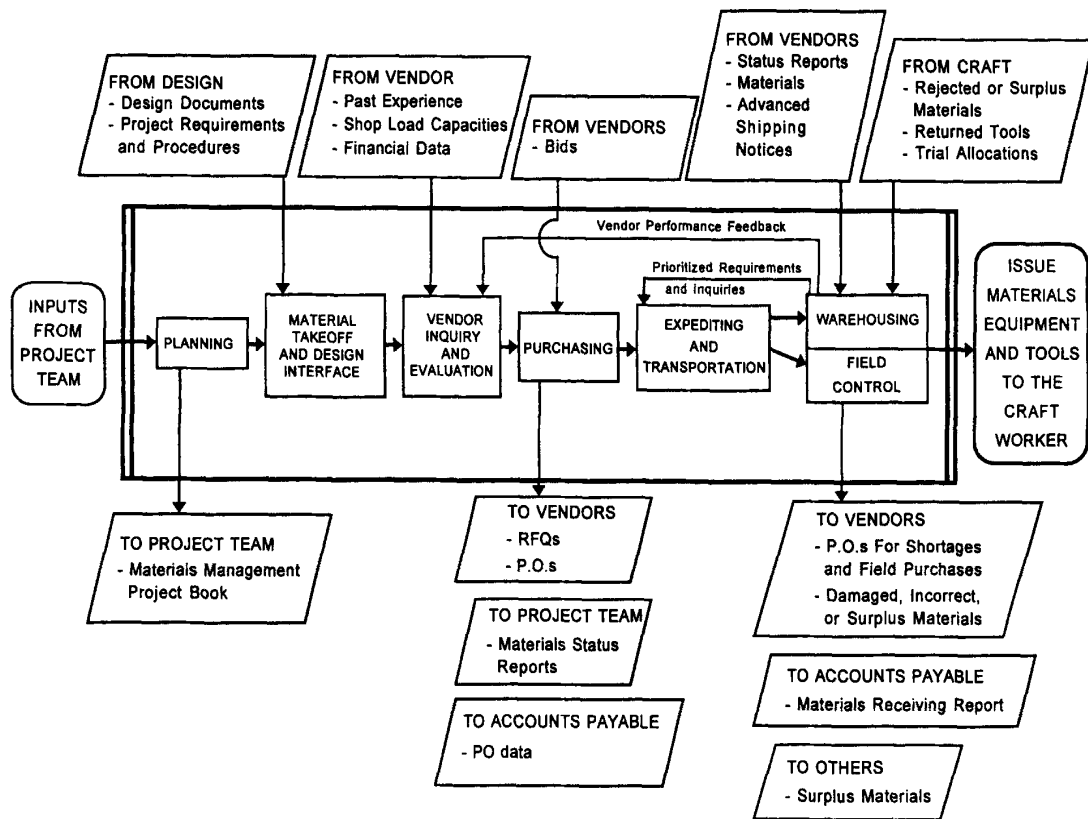 FROM DESIGN
- Design Documents
- Project Requirements
and Procedures
FROM VENDOR
- Past Experience
- Shop Load Capacities
- Financial Data
FROM VENDORS
- Bids
FROM VENDORS
- Status Reports
- Materials
- Advanced
Shipping
Notices
FROM CRAFT
- Rejected or Surplus
Materials
- Returned Tools
- Trial Allocations
Vendor Performance Feedback
Prioritized Requirements
and Inquiries
INPUTS
FROM
PROJECT
TEAM
PLANNING
MATERIAL
TAKEOFF
AND DESIGN
INTERFACE
VENDOR
INQUIRY
AND
EVALUATION
PURCHASING
EXPEDITING
AND
TRANSPORTATION
WAREHOUSING
FIELD
CONTROL
ISSUE
MATERIALS
EQUIPMENT
AND TOOLS
TO THE
CRAFT
WORKER
TO PROJECT TEAM
- Materials Management
Project Book
TO VENDORS
- RFQs
- P.O.s
TO PROJECT TEAM
- Materials Status
Reports
TO ACCOUNTS PAYABLE
- PO data
TO VENDORS
- P.O.s For Shortages
and Field Purchases
- Damaged, Incorrect,
or Surplus Materials
TO ACCOUNTS PAYABLE
- Materials Receiving Report
TO OTHERS
- Surplus Materials